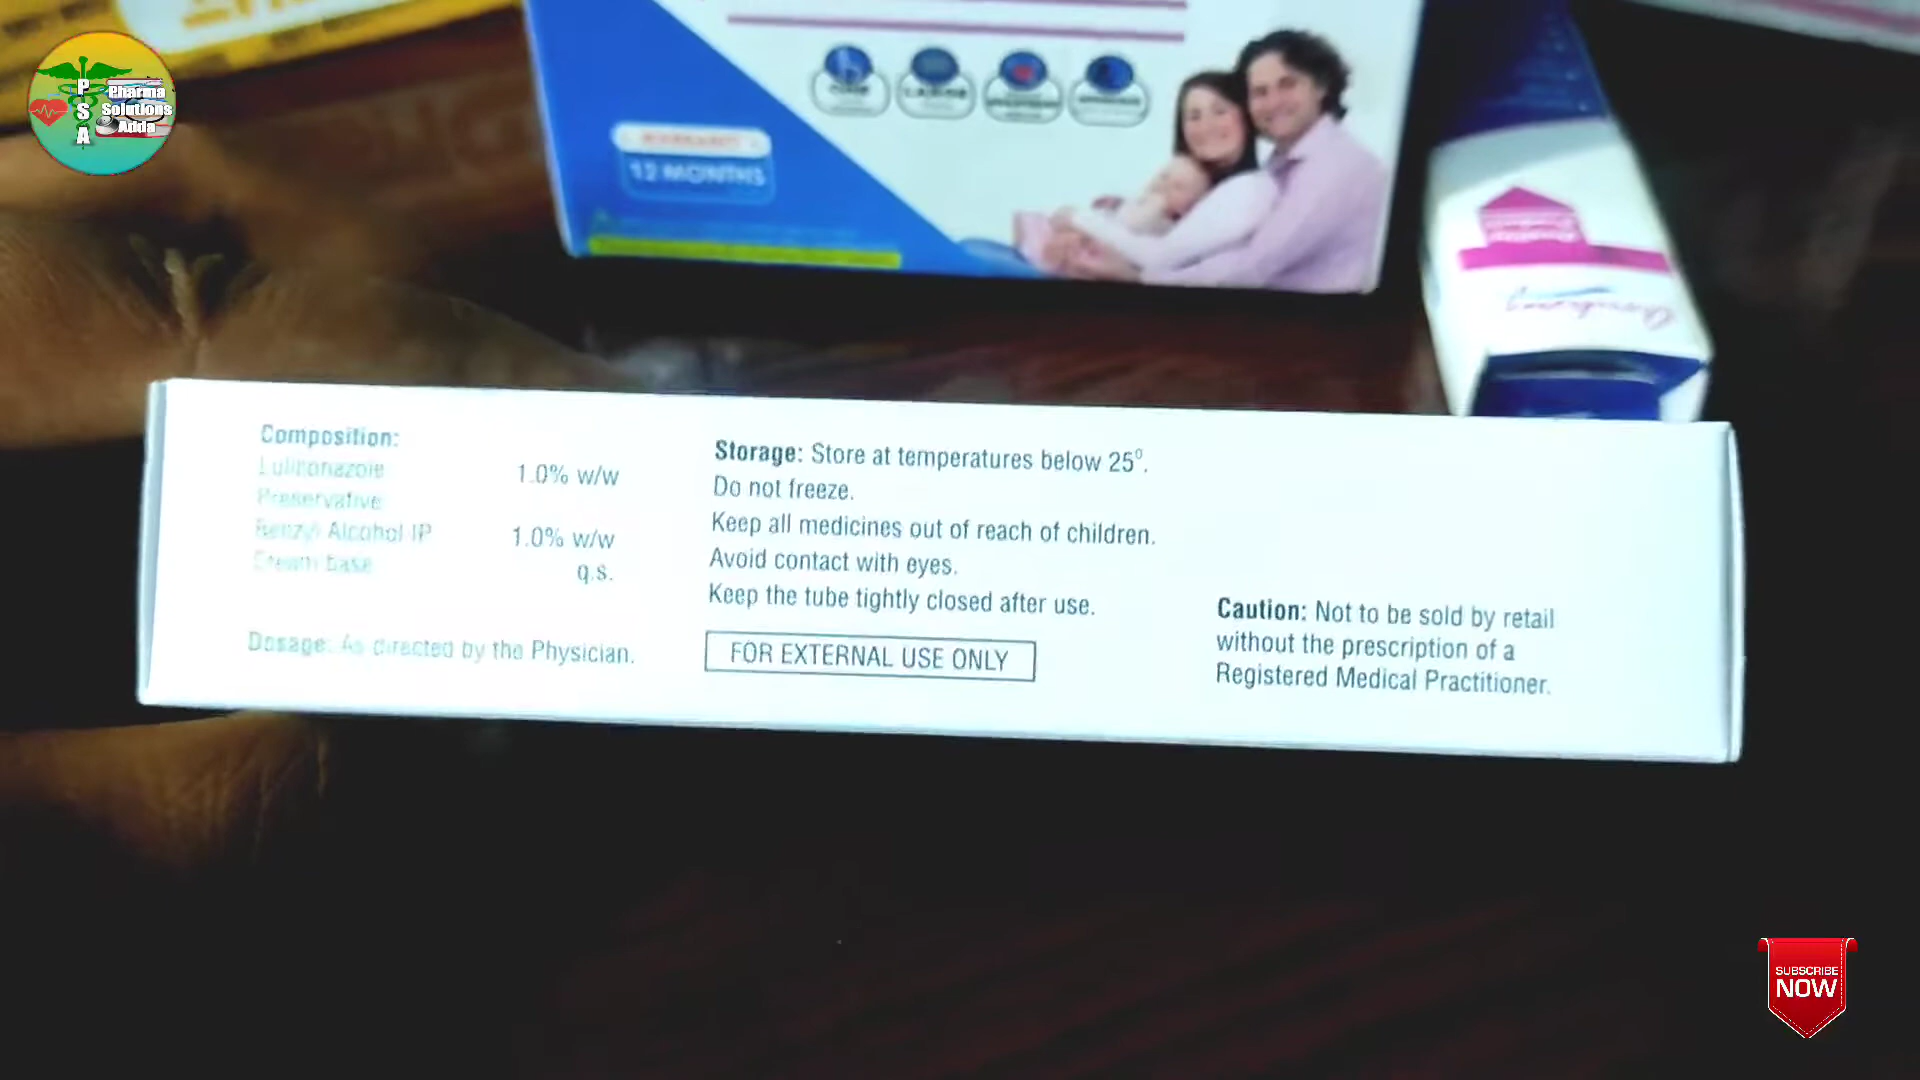 P
S
A
Pharma
Solutions
Adda
12 MONTHS
Composition:
Luliconazole 1.0% w/w
Preservative
Benzyl Alcohol IP 1.0% w/w
Cream base q.s.
Dosage: As directed by the Physician.
Storage: Store at temperatures below 25°.
Do not freeze.
Keep all medicines out of reach of children.
Avoid contact with eyes.
Keep the tube tightly closed after use.
FOR EXTERNAL USE ONLY
Caution: Not to be sold by retail
without the prescription of a
Registered Medical Practitioner.
SUBSCRIBE
NOW